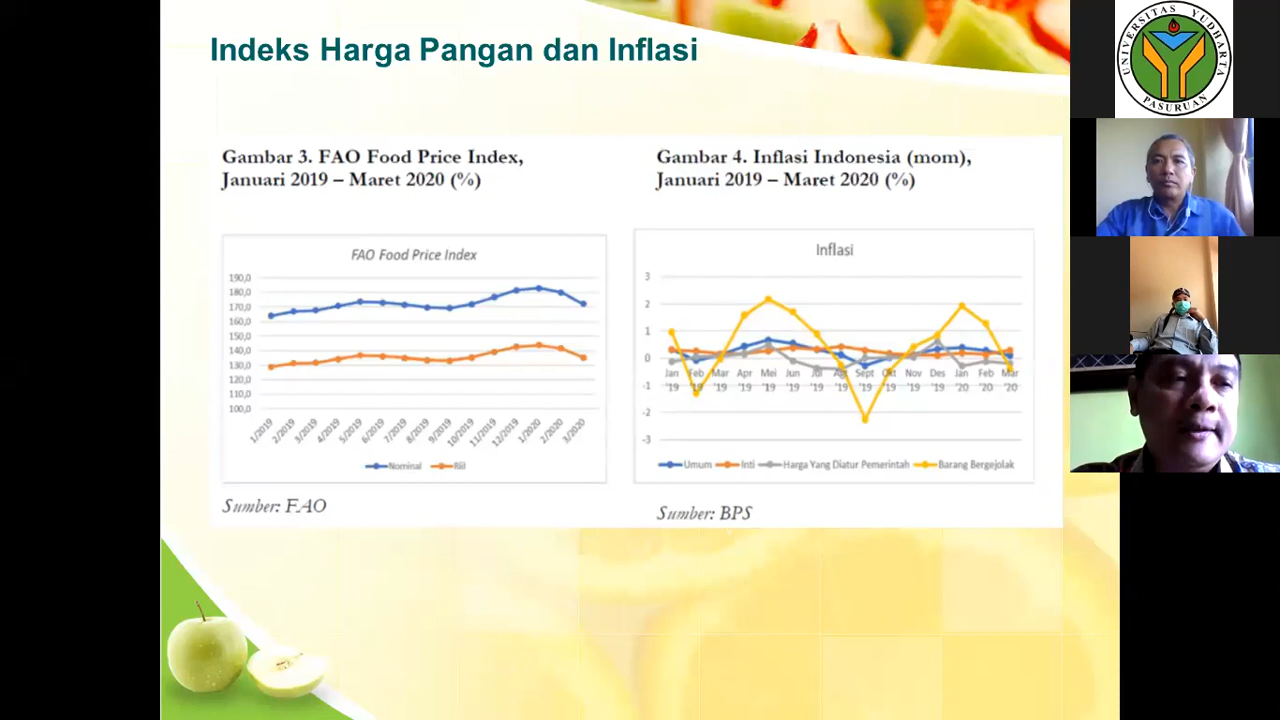 Indeks Harga Pangan dan Inflasi
Gambar 3. FAO Food Price Index,
Januari 2019 – Maret 2020 (%)
FAO Food Price Index
190,0
180,0
170,0
160,0
150,0
140,0
130,0
120,0
110,0
100,0
1/2019 2/2019 3/2019 4/2019 5/2019 6/2019 7/2019 8/2019 9/2019 10/2019 11/2019 12/2019 1/2020 2/2020 3/2020
Nominal Riil
Sumber: FAO
Gambar 4. Inflasi Indonesia (mom),
Januari 2019 – Maret 2020 (%)
Inflasi
3
2
1
0
-1
-2
-3
Jan Feb Mar Apr Mei Jun Jul Agt Sept Okt Nov Des Jan Feb Mar
'19 '19 '19 '19 '19 '19 '19 '19 '19 '19 '19 '19 '20 '20 '20
Umum Inti Harga Yang Diatur Pemerintah Barang Bergejolak
Sumber: BPS
UNIVERSITAS YUDHARTA
PASURUAN